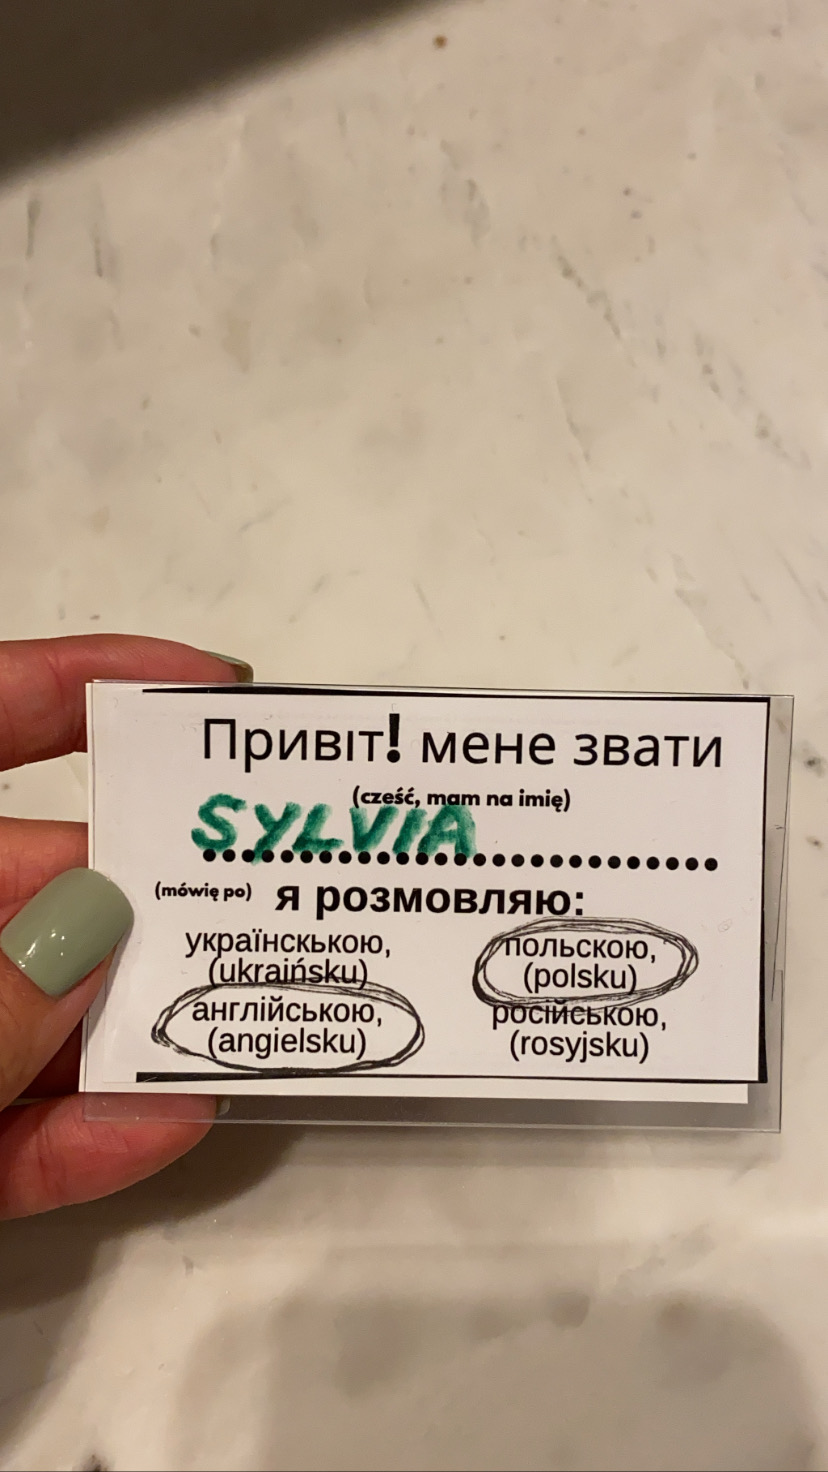 Привіт! мене звати
(cześć, mam na imię)
SYLVIA
(mówię po) я розмовляю:
українскькою, польскою,
(ukraińsku) (polsku)
англійською, російською,
(angielsku) (rosyjsku)